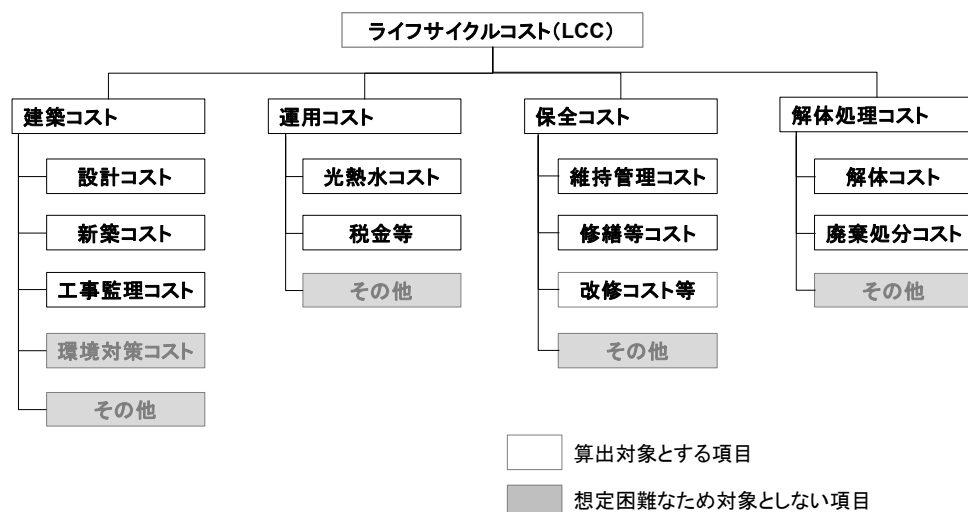 ライフサイクルコスト(LCC)
建築コスト
設計コスト
新築コスト
工事監理コスト
環境対策コスト
その他
運用コスト
光熱水コスト
税金等
その他
保全コスト
維持管理コスト
修繕等コスト
改修コスト等
その他
解体処理コスト
解体コスト
廃棄処分コスト
その他
算出対象とする項目
想定困難なため対象としない項目